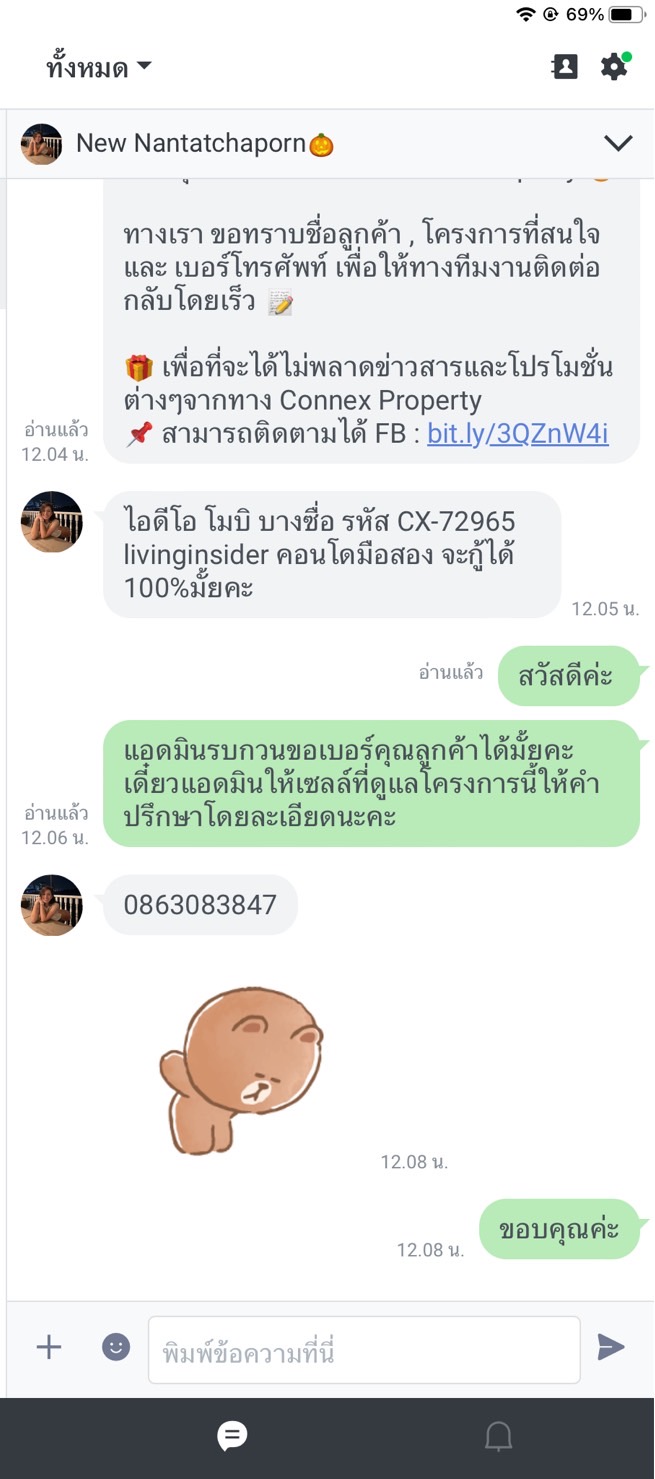 69%
ทั้งหมด
New Nantatchaporn🎃
ทางเรา ขอทราบชื่อลูกค้า , โครงการที่สนใจ
และ เบอร์โทรศัพท์ เพื่อให้ทางทีมงานติดต่อ
กลับโดยเร็ว 📝
🎁 เพื่อที่จะได้ไม่พลาดข่าวสารและโปรโมชั่น
ต่างๆจากทาง Connex Property
📌 สามารถติดตามได้ FB : bit.ly/3QZnW4i
อ่านแล้ว
12.04 น.
ไอดีโอ โมบิ บางซื่อ รหัส CX-72965
livinginsider คอนโดมือสอง จะกู้ได้
100%มั้ยคะ
12.05 น.
อ่านแล้ว
สวัสดีค่ะ
แอดมินรบกวนขอเบอร์คุณลูกค้าได้มั้ยคะ
เดี๋ยวแอดมินให้เซลล์ที่ดูแลโครงการนี้ให้คำ
ปรึกษาโดยละเอียดนะคะ
อ่านแล้ว
12.06 น.
0863083847
12.08 น.
ขอบคุณค่ะ
12.08 น.
พิมพ์ข้อความที่นี่